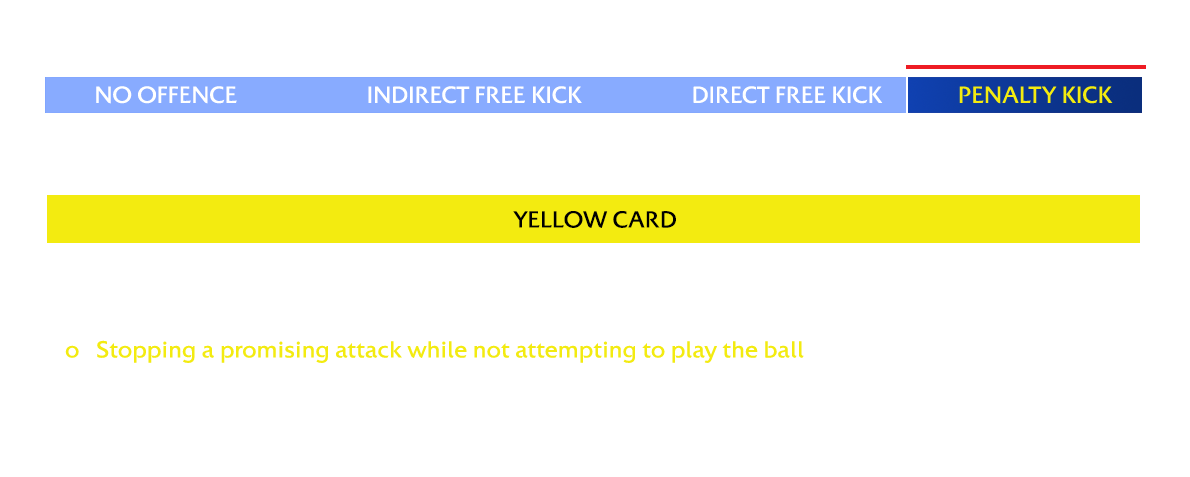 NO OFFENCE INDIRECT FREE KICK DIRECT FREE KICK PENALTY KICK
YELLOW CARD
o Stopping a promising attack while not attempting to play the ball